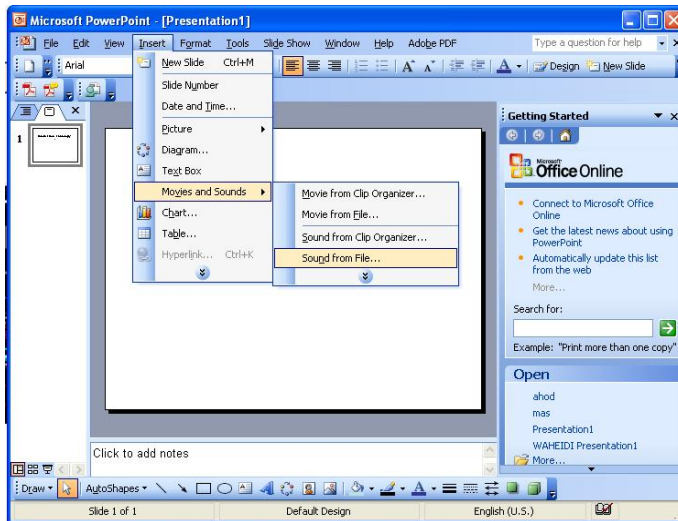 Microsoft PowerPoint - [Presentation1]
File Edit View Insert Format Tools Slide Show Window Help Adobe PDF Type a question for help
Arial
Design New Slide
New Slide Ctrl+M
Slide Number
Date and Time...
Picture
Diagram...
Text Box
Movies and Sounds
Chart...
Table...
Hyperlink... Ctrl+K
Movie from Clip Organizer...
Movie from File...
Sound from Clip Organizer...
Sound from File...
1
Getting Started
Microsoft
Office Online
Connect to Microsoft Office
Online
Get the latest news about using
PowerPoint
Automatically update this list
from the web
More...
Search for:
Example: "Print more than one copy"
Open
ahod
mas
Presentation1
WAHEIDI Presentation1
More...
Click to add notes
Draw AutoShapes
Slide 1 of 1 Default Design English (U.S.)